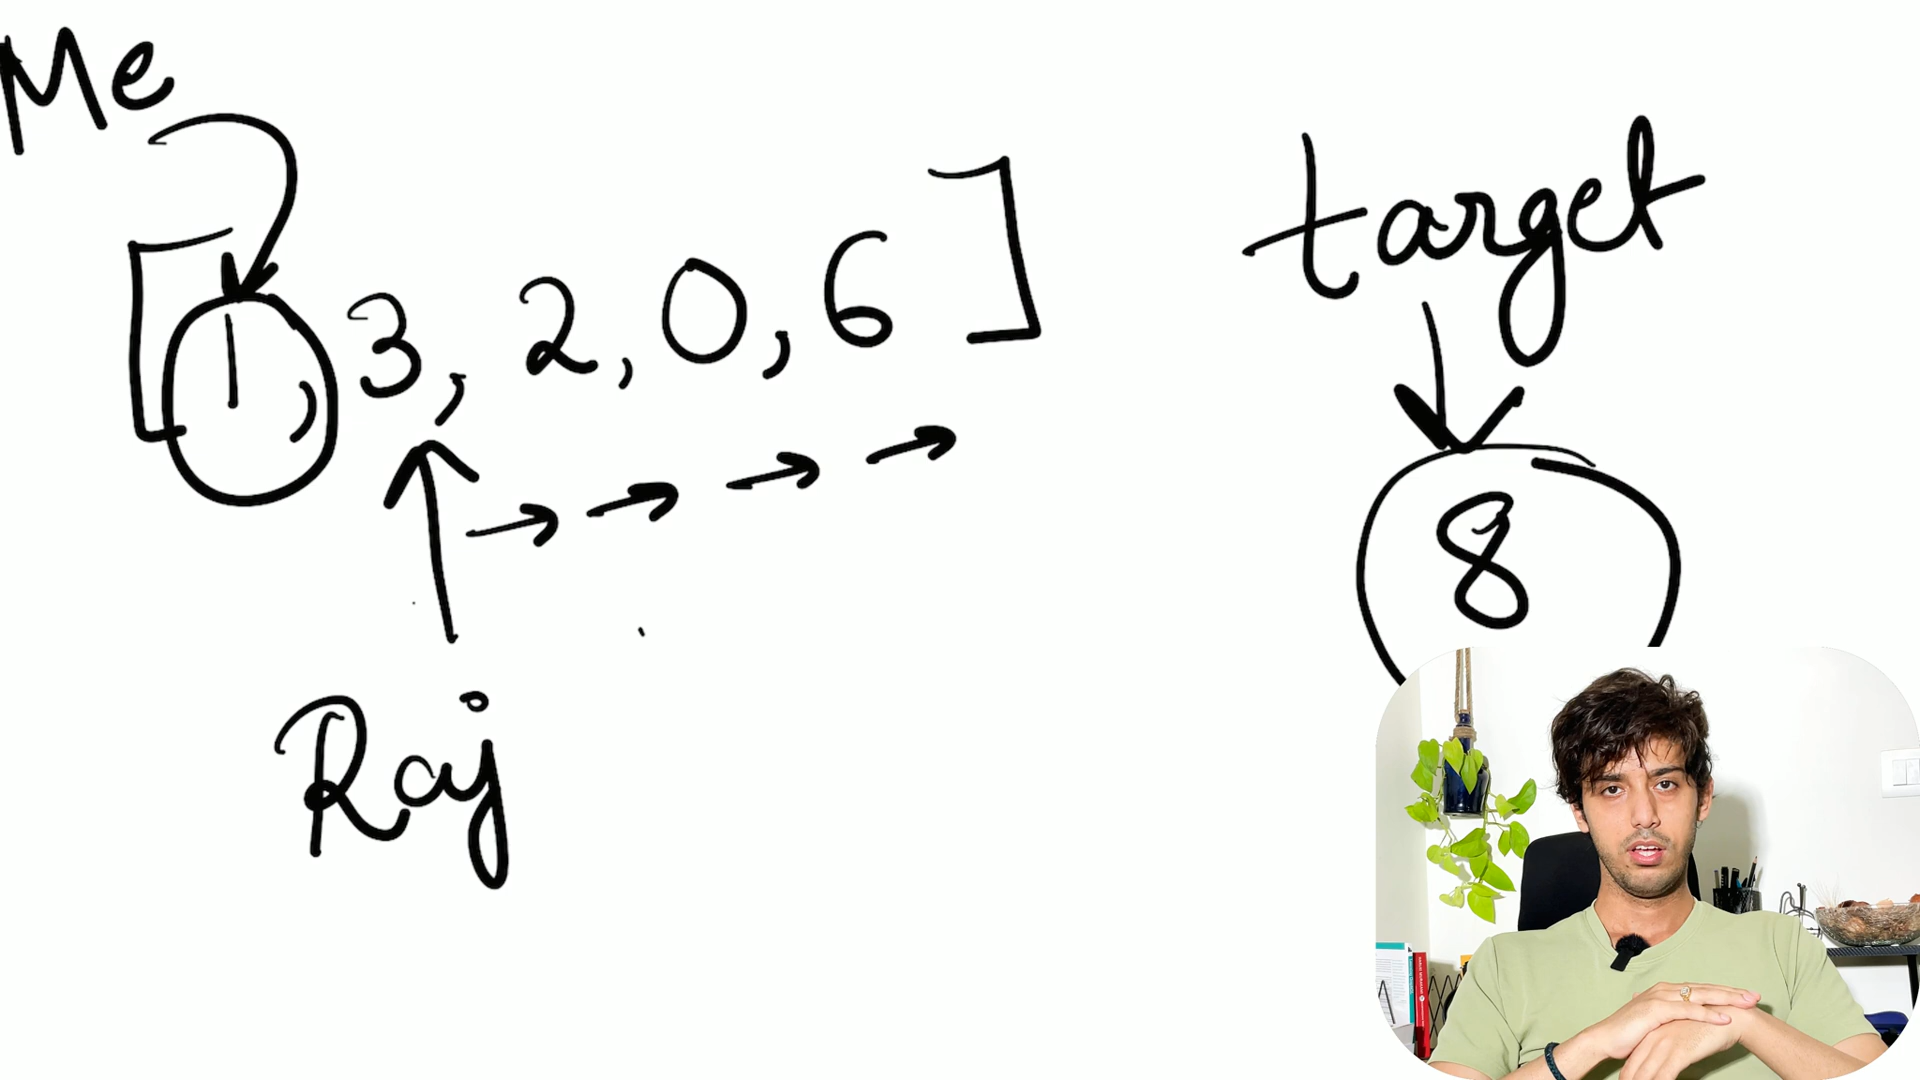 Me
[1, 3, 2, 0, 6]
target
8
Raj